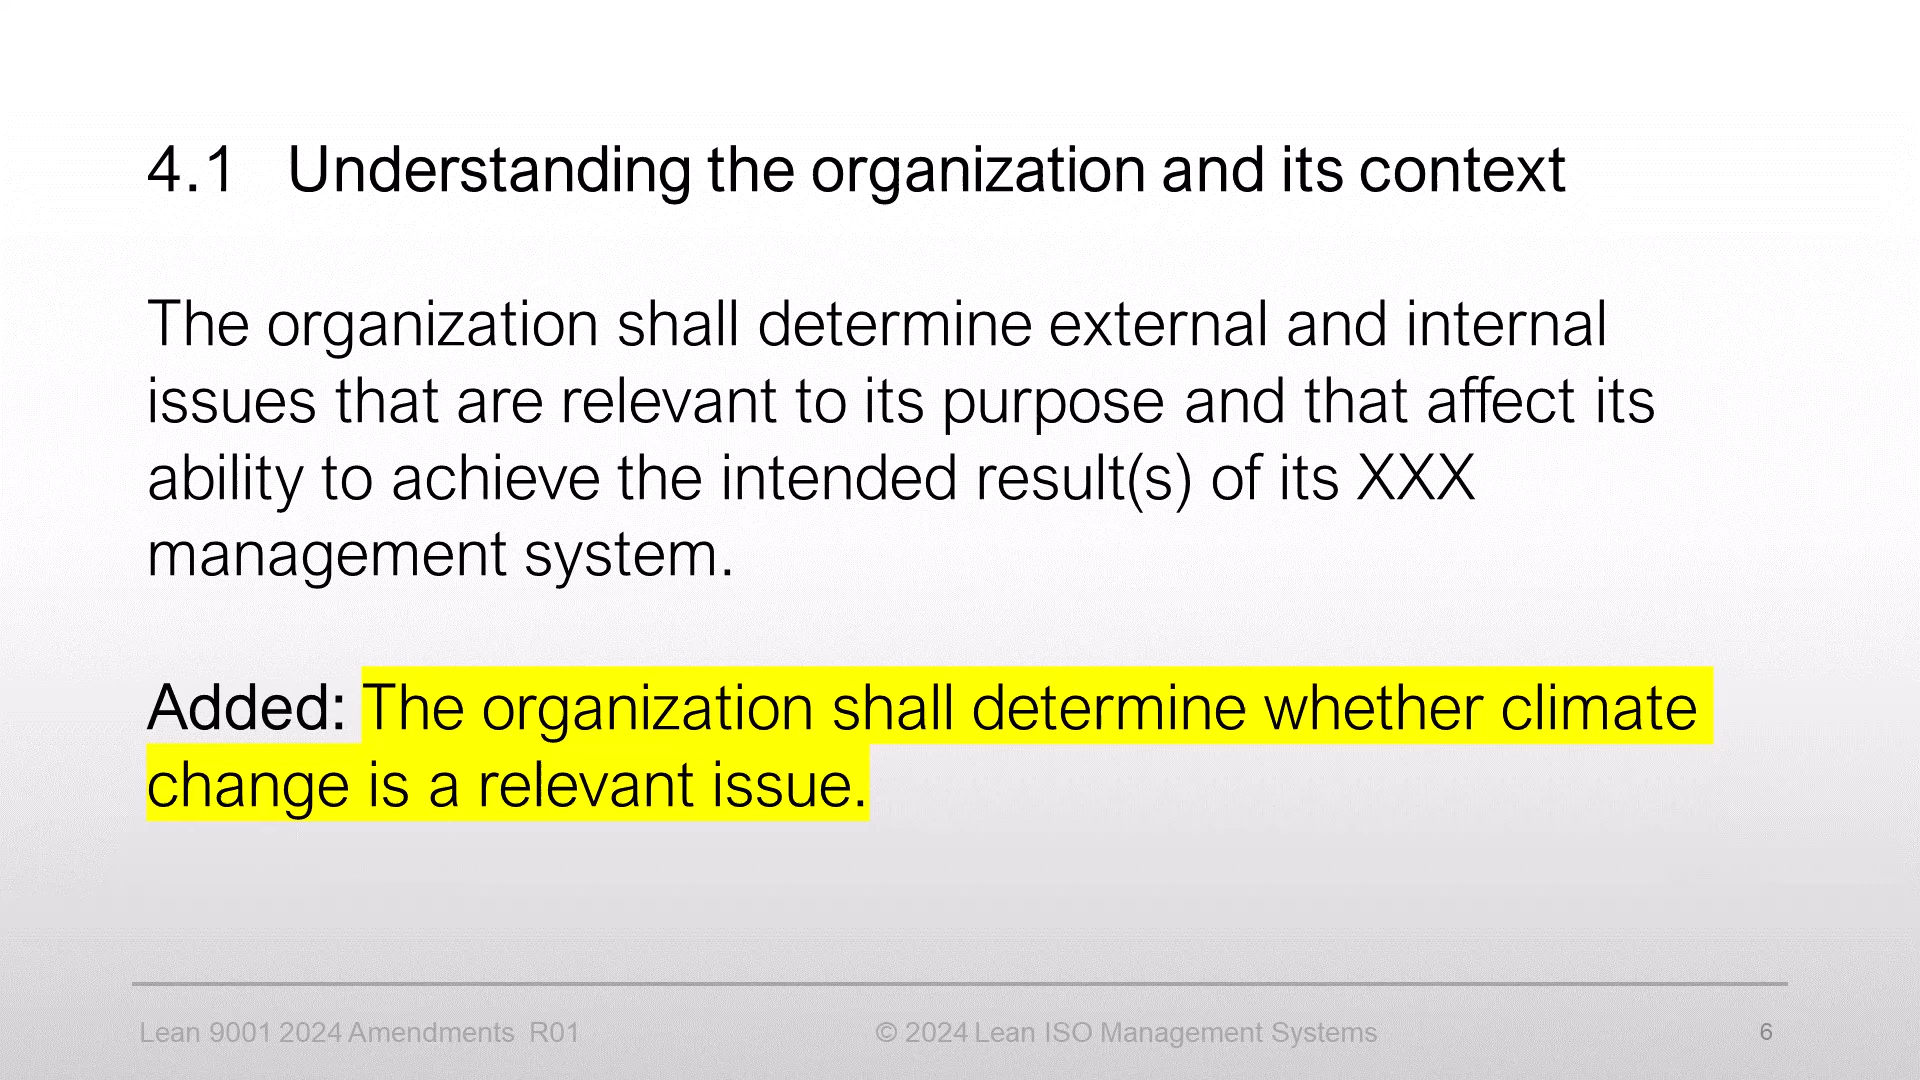 4.1 Understanding the organization and its context
The organization shall determine external and internal
issues that are relevant to its purpose and that affect its
ability to achieve the intended result(s) of its XXX
management system.
Added: The organization shall determine whether climate
change is a relevant issue.
Lean 9001 2024 Amendments R01
© 2024 Lean ISO Management Systems
6